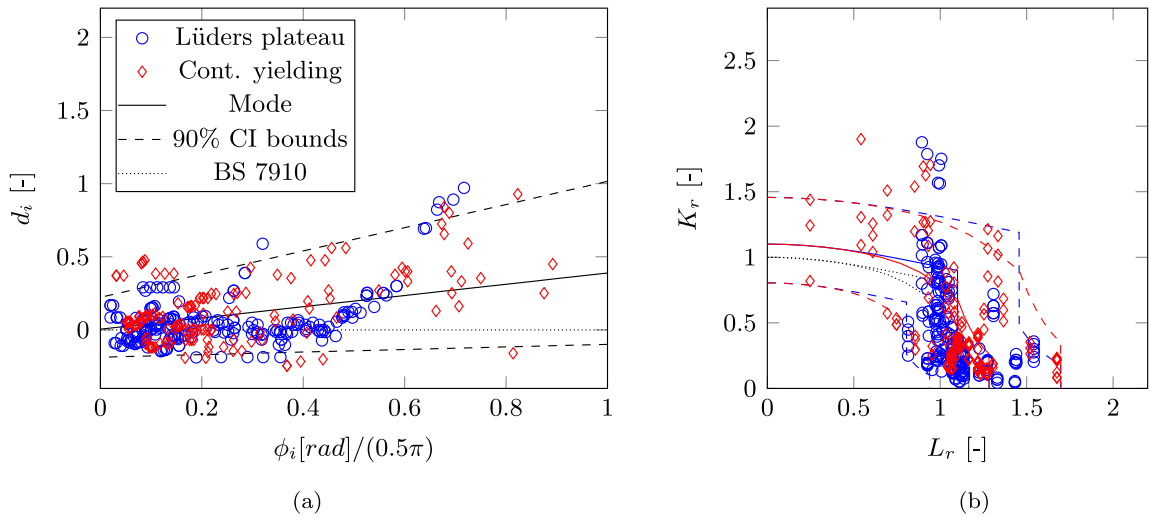 2
1.5
1
0.5
0
d_i [-]
Lüders plateau
Cont. yielding
Mode
90% CI bounds
BS 7910
0 0.2 0.4 0.6 0.8 1
ϕ_i[rad]/(0.5π)
(a)
2.5
2
1.5
1
0.5
0
K_r [-]
0 0.5 1 1.5 2
L_r [-]
(b)